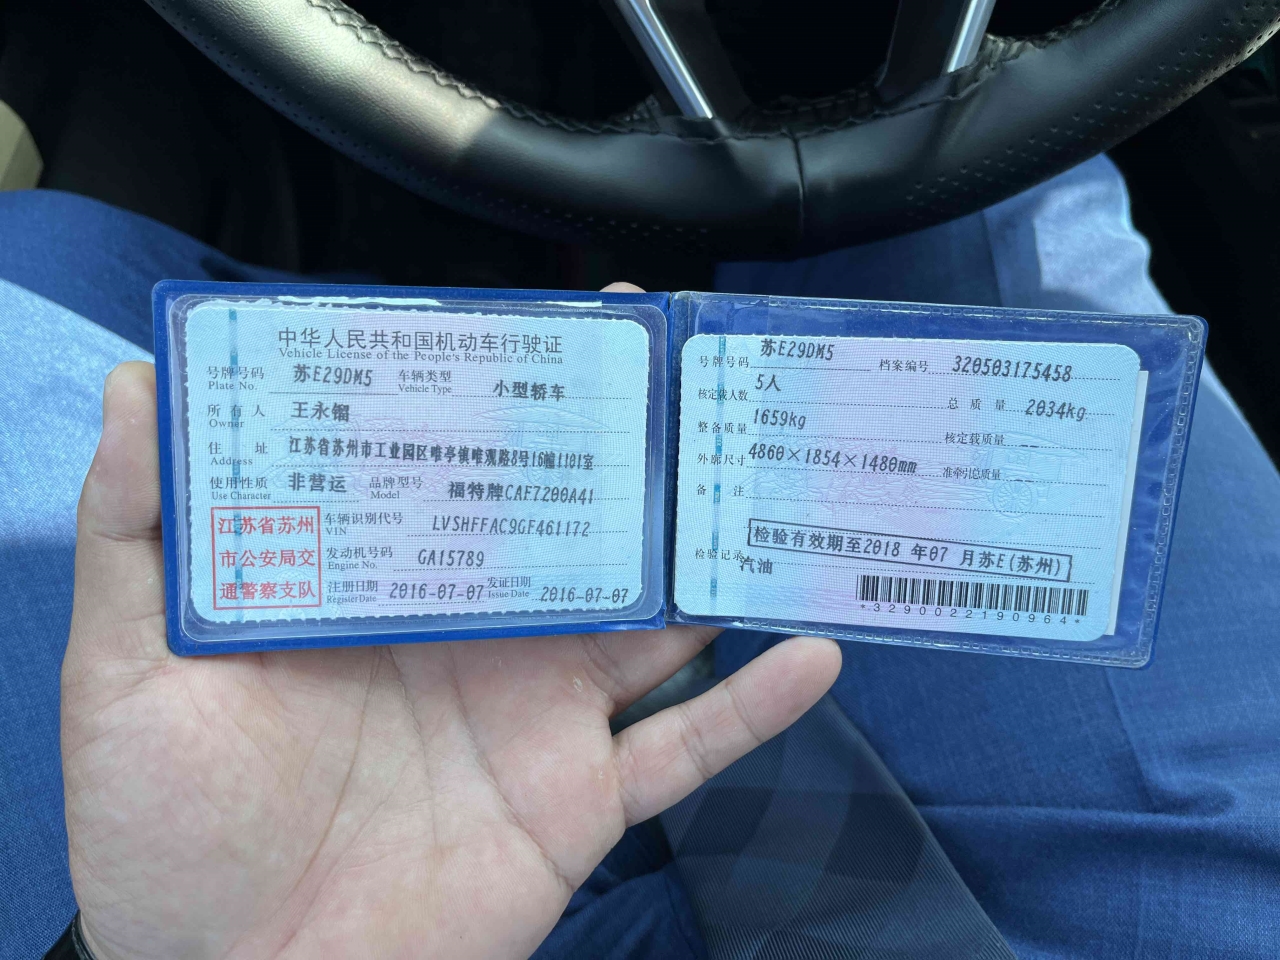 中华人民共和国机动车行驶证
Vehicle License of the People's Republic of China
号牌号码 苏E29DM5 车辆类型 小型轿车
Plate No. Vehicle Type
所有人 王永镏
Owner
住址 江苏省苏州市工业园区唯亭镇唯观路8号16幢1101室
Address
使用性质 非营运 品牌型号 福特牌CAF7200A41
Use Character Model
江苏省苏州
市公安局交
通警察支队
车辆识别代号 LVSHFFAC9GF461172
VIN
发动机号码 GA15789
Engine No.
注册日期 2016-07-07 发证日期 2016-07-07
Register Date Issue Date
号牌号码 苏E29DM5 档案编号 320503175458
核定载人数 5人 总质量 2034kg
整备质量 1659kg 核定载质量
外廓尺寸 4860×1854×1480mm 准牵引总质量
备注
检验有效期至2018 年07 月苏E(苏州)
检验记录
汽油
*3290022190964*